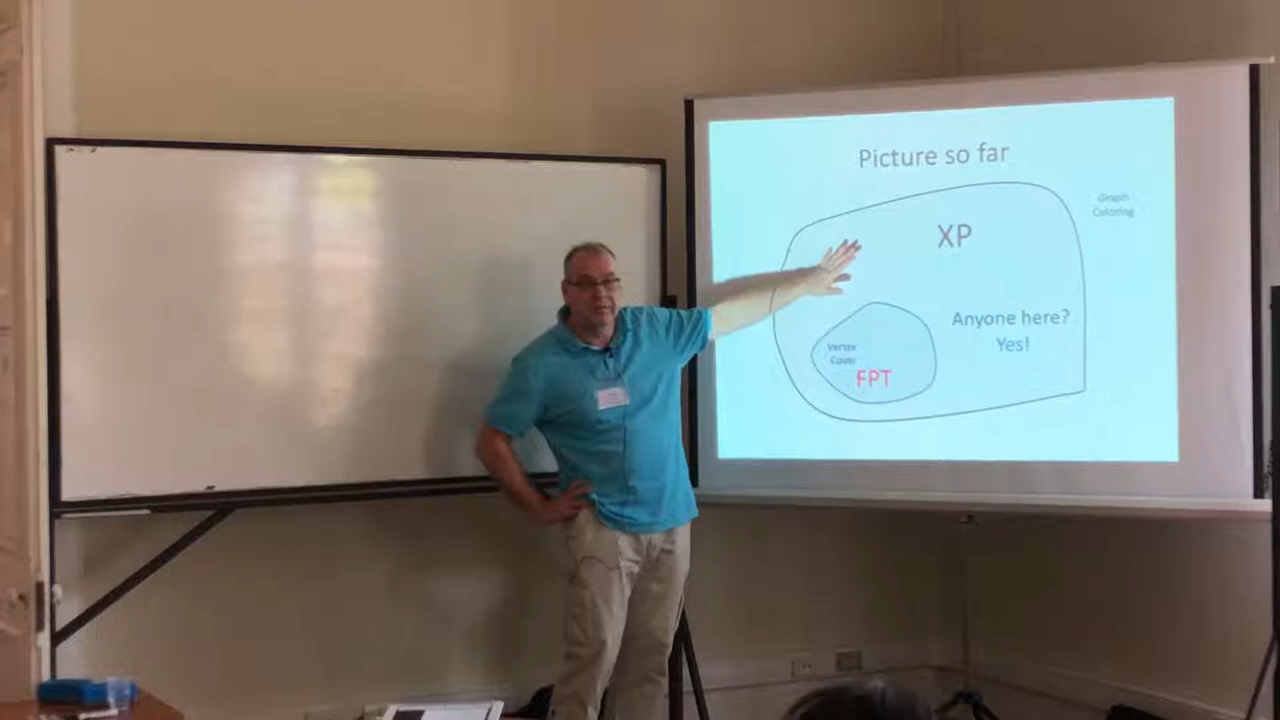 Picture so far
Graph
Coloring
XP
Anyone here?
Yes!
Vertex
Cover
FPT